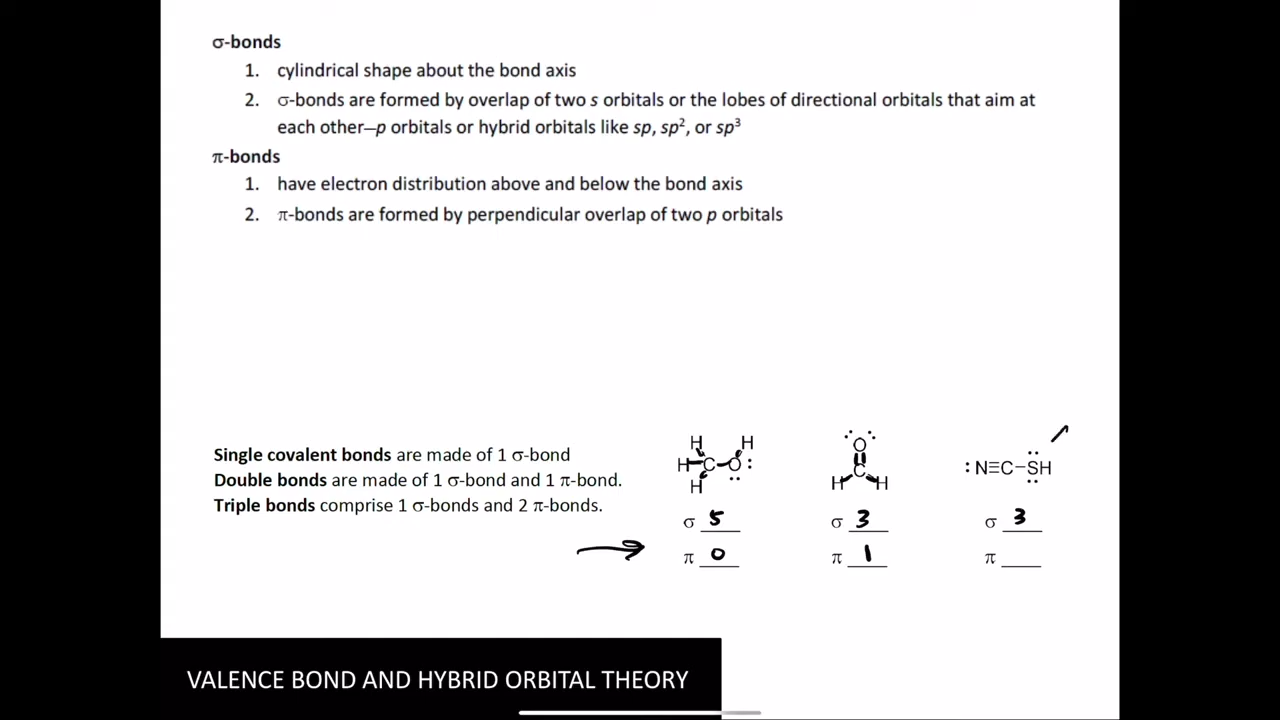 σ-bonds
1. cylindrical shape about the bond axis
2. σ-bonds are formed by overlap of two s orbitals or the lobes of directional orbitals that aim at
each other—p orbitals or hybrid orbitals like sp, sp², or sp³
π-bonds
1. have electron distribution above and below the bond axis
2. π-bonds are formed by perpendicular overlap of two p orbitals
Single covalent bonds are made of 1 σ-bond
Double bonds are made of 1 σ-bond and 1 π-bond.
Triple bonds comprise 1 σ-bonds and 2 π-bonds.
H H
H C O:
H
O
C
H H
:N≡C-SH
σ 5 σ 3 σ 3
π 0 π 1 π
VALENCE BOND AND HYBRID ORBITAL THEORY